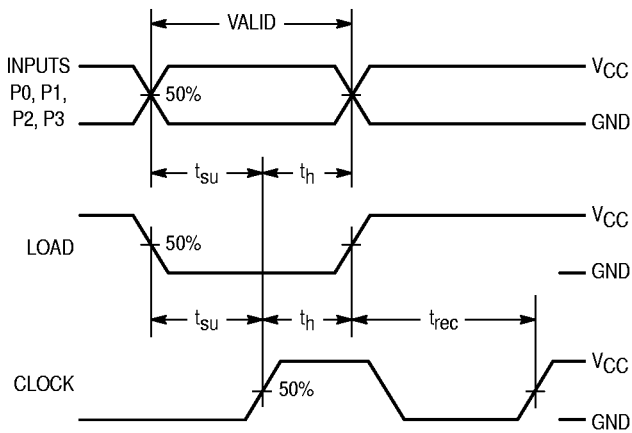 VALID
INPUTS
P0, P1,
P2, P3
50%
VCC
GND
tsu
th
LOAD
50%
VCC
GND
tsu
th
trec
CLOCK
50%
VCC
GND